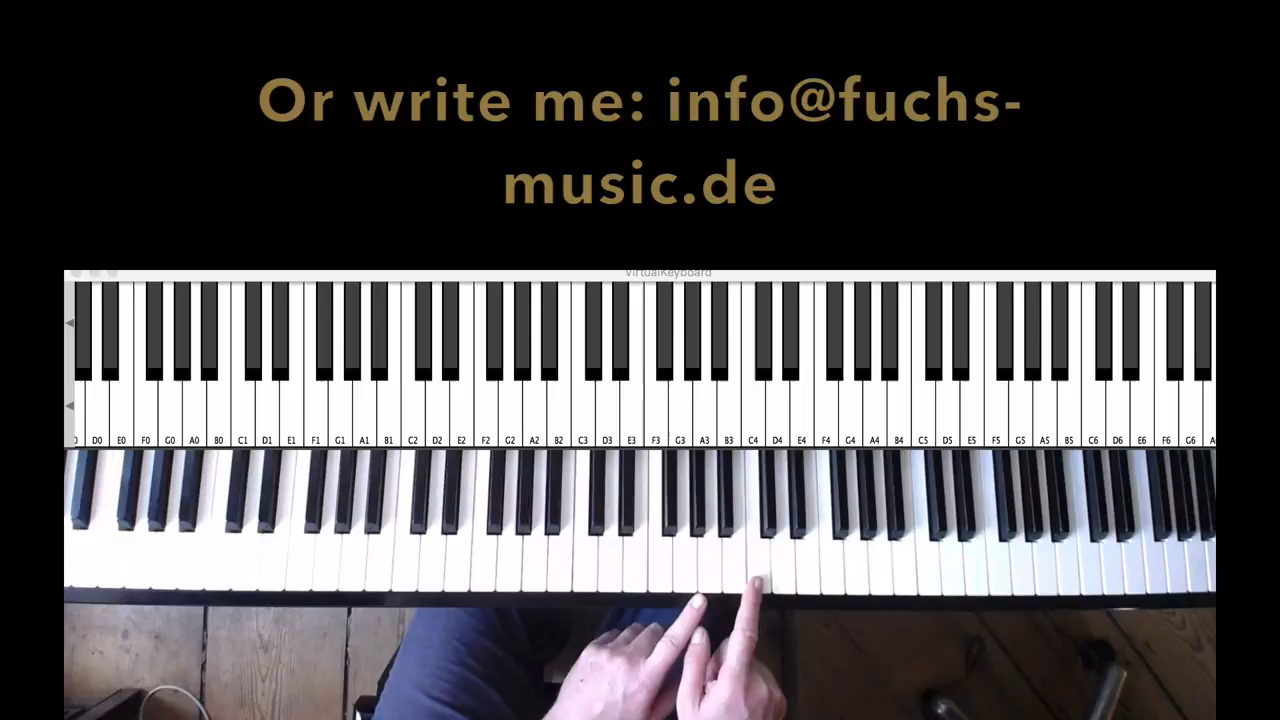 Or write me: info@fuchs-
music.de
VirtualKeyboard
D0 E0 F0 G0 A0 B0 C1 D1 E1 F1 G1 A1 B1 C2 D2 E2 F2 G2 A2 B2 C3 D3 E3 F3 G3 A3 B3 C4 D4 E4 F4 G4 A4 B4 C5 D5 E5 F5 G5 A5 B5 C6 D6 E6 F6 G6